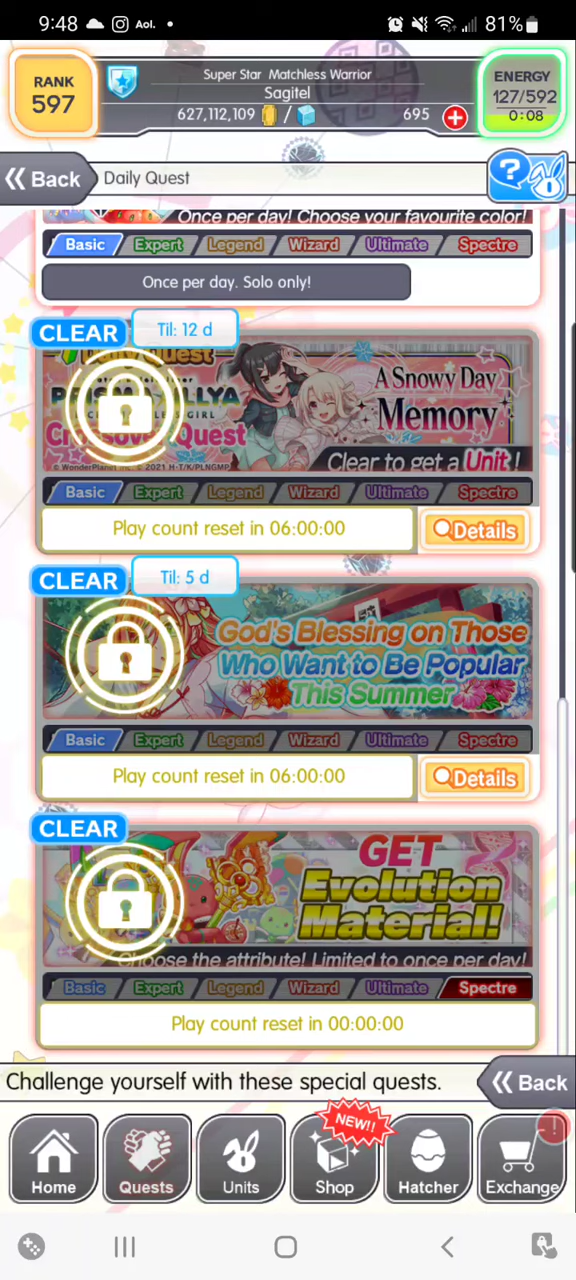 9:48
Aol.
81%
RANK
597
Super Star Matchless Warrior
Sagitel
627,112,109 / 695
ENERGY
127/592
0:08
Back
Daily Quest
?
Once per day! Choose your favourite color!
Basic Expert Legend Wizard Ultimate Spectre
Once per day. Solo only!
CLEAR
Til: 12 d
Daily Quest
PRISMA ILLYA
Crossover Quest
A Snowy Day
Memory
Clear to get a Unit!
Basic Expert Legend Wizard Ultimate Spectre
Play count reset in 06:00:00
Details
CLEAR
Til: 5 d
God's Blessing on Those
Who Want to Be Popular
This Summer
Basic Expert Legend Wizard Ultimate Spectre
Play count reset in 06:00:00
Details
CLEAR
GET
Evolution
Material!
Choose the attribute! Limited to once per day!
Basic Expert Legend Wizard Ultimate Spectre
Play count reset in 00:00:00
Challenge yourself with these special quests.
Back
NEW!!
!
Home Quests Units Shop Hatcher Exchange